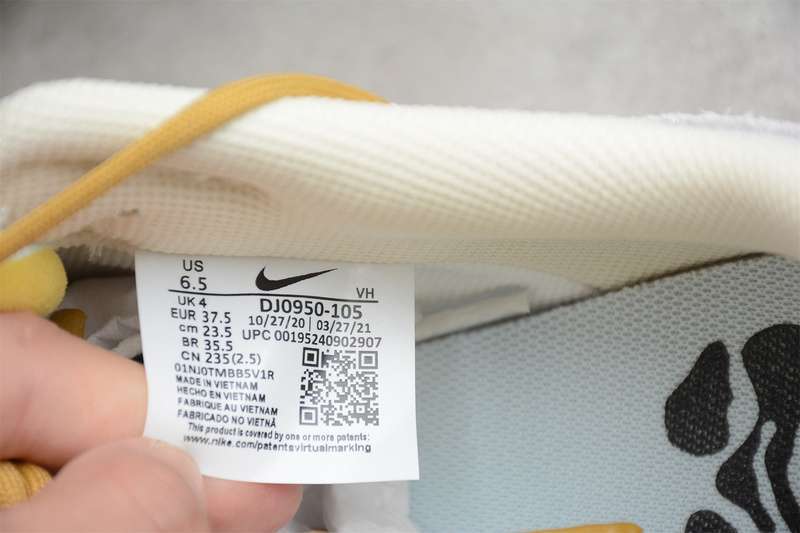 US
6.5
VH
UK 4
DJ0950-105
EUR 37.5
10/27/20 | 03/27/21
cm 23.5
UPC 00195240902907
BR 35.5
CN 235(2.5)
01NJ0TMBB5V1R
MADE IN VIETNAM
HECHO EN VIETNAM
FABRIQUE AU VIETNAM
FABRICADO NO VIETNÃ
This product is covered by one or more patents:
www.nike.com/patentsvirtualmarking